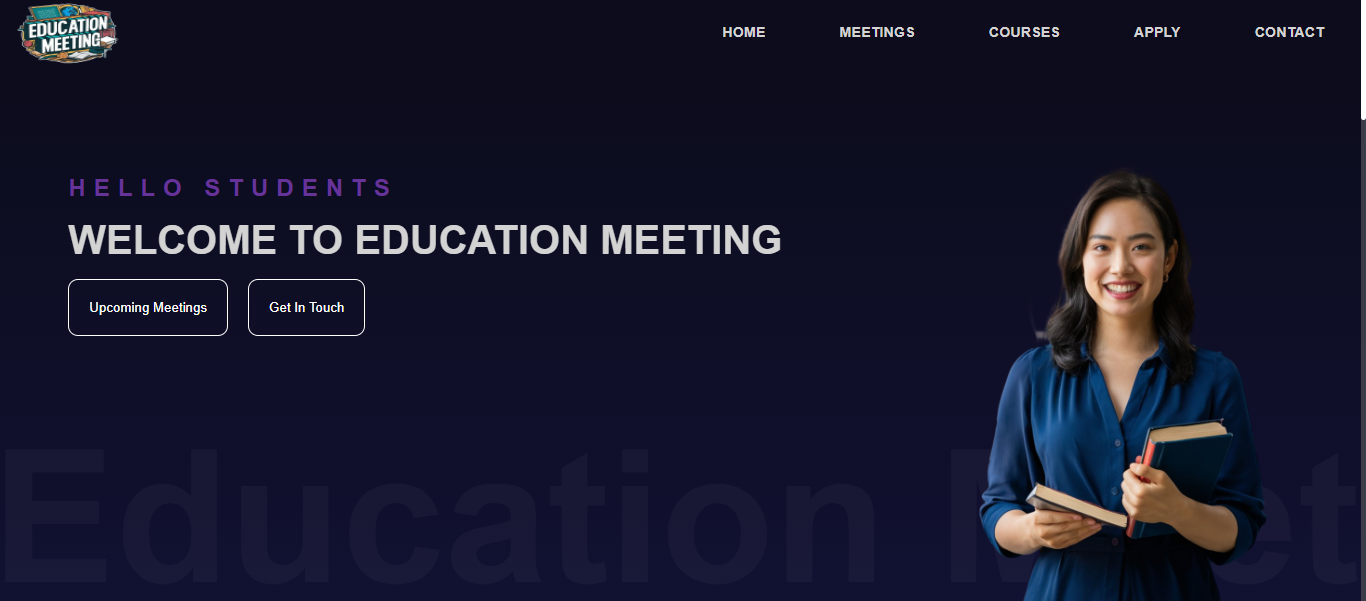 EDUCATION
MEETING
HOME MEETINGS COURSES APPLY CONTACT
HELLO STUDENTS
WELCOME TO EDUCATION MEETING
Upcoming Meetings Get In Touch
Education M et